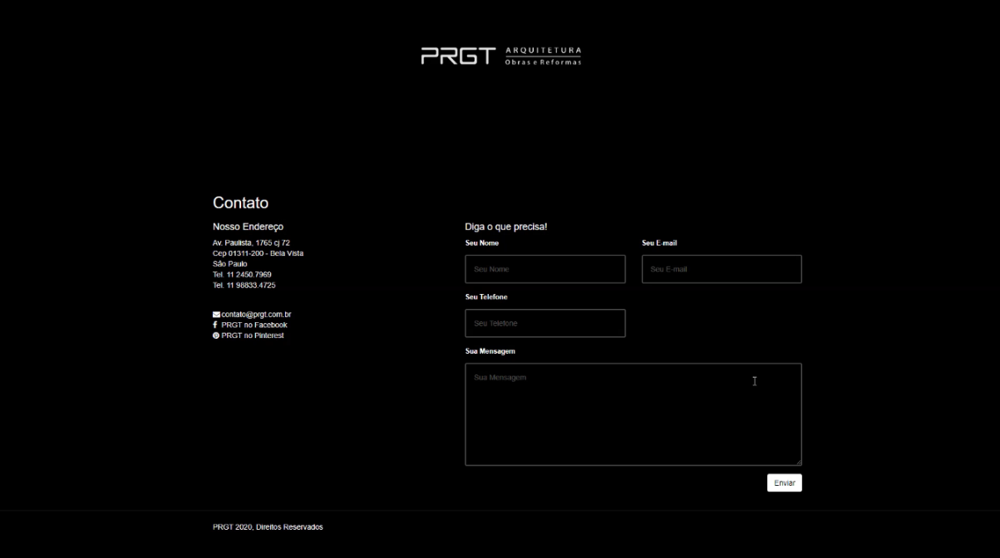 PRGT ARQUITETURA
Obras e Reformas
Contato
Nosso Endereço
Av. Paulista, 1765 cj 72
Cep 01311-200 - Bela Vista
São Paulo
Tel. 11 2450.7969
Tel. 11 98833.4725
contato@prgt.com.br
PRGT no Facebook
PRGT no Pinterest
Diga o que precisa!
Seu Nome
Seu E-mail
Seu Nome
Seu E-mail
Seu Telefone
Seu Telefone
Sua Mensagem
Sua Mensagem
Enviar
PRGT 2020, Direitos Reservados